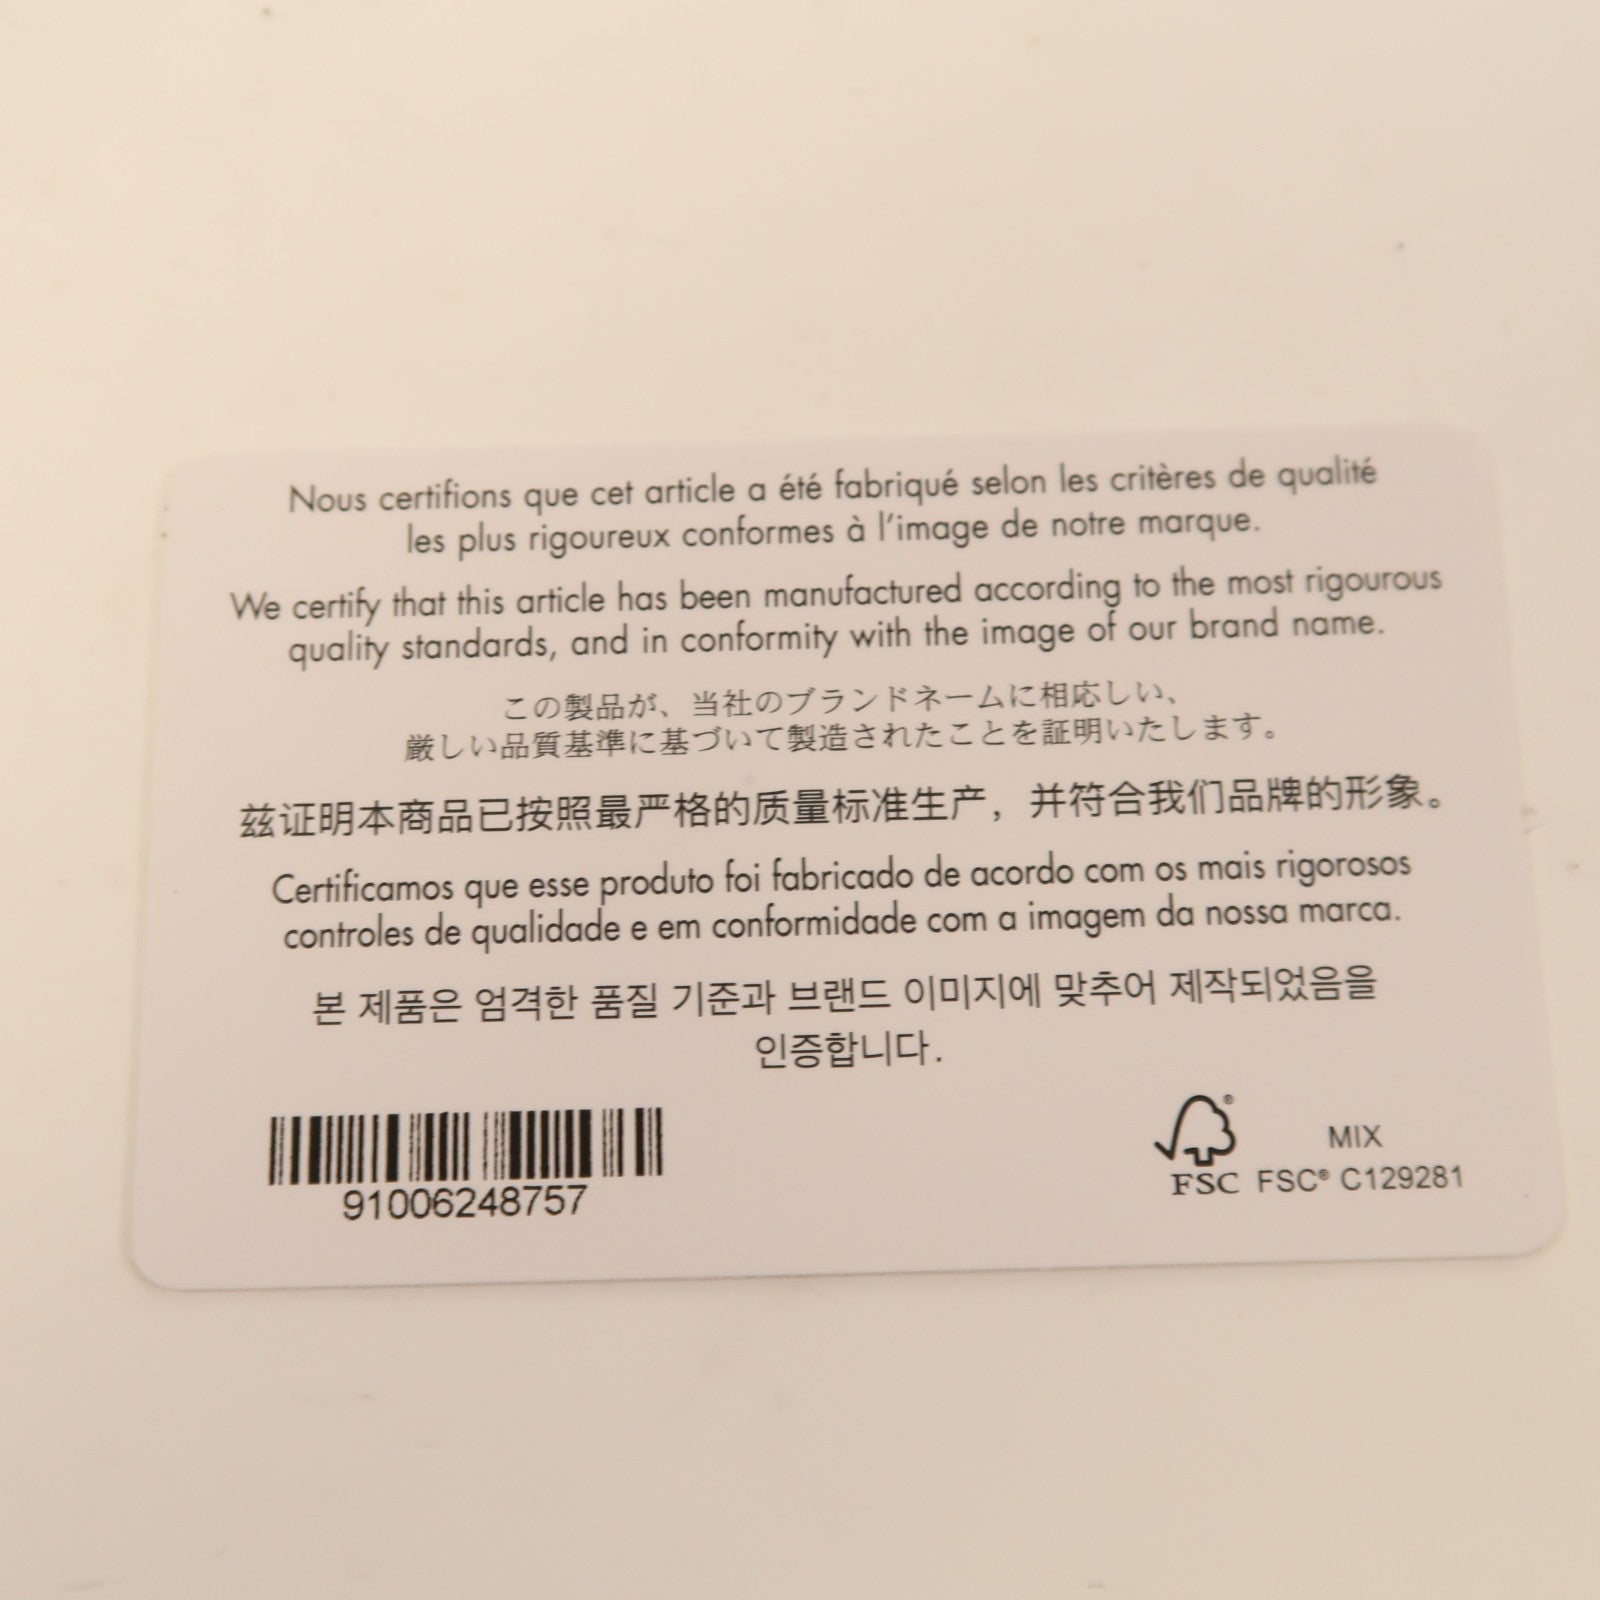 Nous certifions que cet article a été fabriqué selon les critères de qualité
les plus rigoureux conformes à l'image de notre marque.
We certify that this article has been manufactured according to the most rigourous
quality standards, and in conformity with the image of our brand name.
この製品が、当社のブランドネームに相応しい、
厳しい品質基準に基づいて製造されたことを証明いたします。
兹证明本商品已按照最严格的质量标准生产，并符合我们品牌的形象。
Certificamos que esse produto foi fabricado de acordo com os mais rigorosos
controles de qualidade e em conformidade com a imagem da nossa marca.
본 제품은 엄격한 품질 기준과 브랜드 이미지에 맞추어 제작되었음을
인증합니다.
91006248757
®
MIX
FSC FSC® C129281